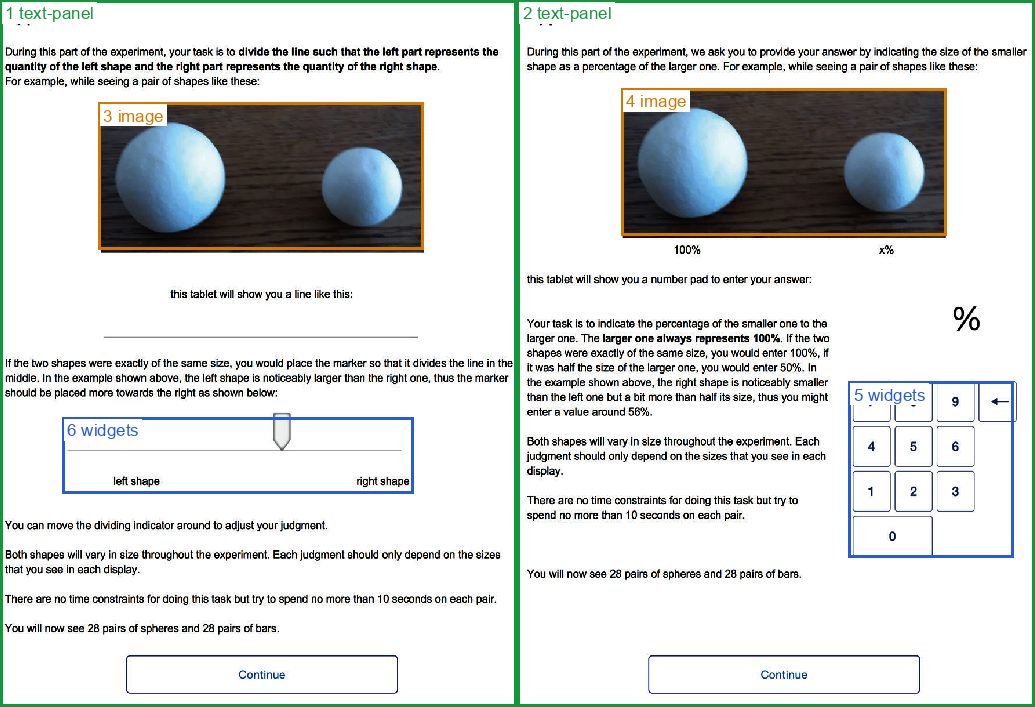 1 text-panel
During this part of the experiment, your task is to divide the line such that the left part represents the
quantity of the left shape and the right part represents the quantity of the right shape.
For example, while seeing a pair of shapes like these:
3 image
this tablet will show you a line like this:
If the two shapes were exactly of the same size, you would place the marker so that it divides the line in the
middle. In the example shown above, the left shape is noticeably larger than the right one, thus the marker
should be placed more towards the right as shown below:
6 widgets
left shape
right shape
You can move the dividing indicator around to adjust your judgment.
Both shapes will vary in size throughout the experiment. Each judgment should only depend on the sizes
that you see in each display.
There are no time constraints for doing this task but try to spend no more than 10 seconds on each pair.
You will now see 28 pairs of spheres and 28 pairs of bars.
Continue
2 text-panel
During this part of the experiment, we ask you to provide your answer by indicating the size of the smaller
shape as a percentage of the larger one. For example, while seeing a pair of shapes like these:
4 image
100%
x%
this tablet will show you a number pad to enter your answer:
%
Your task is to indicate the percentage of the smaller one to the
larger one. The larger one always represents 100%. If the two
shapes were exactly of the same size, you would enter 100%, if
it was half the size of the larger one, you would enter 50%. In
the example shown above, the right shape is noticeably smaller
than the left one but a bit more than half its size, thus you might
enter a value around 58%.
Both shapes will vary in size throughout the experiment. Each
judgment should only depend on the sizes that you see in each
display.
There are no time constraints for doing this task but try to
spend no more than 10 seconds on each pair.
5 widgets
9 ←
4 5 6
1 2 3
0
You will now see 28 pairs of spheres and 28 pairs of bars.
Continue